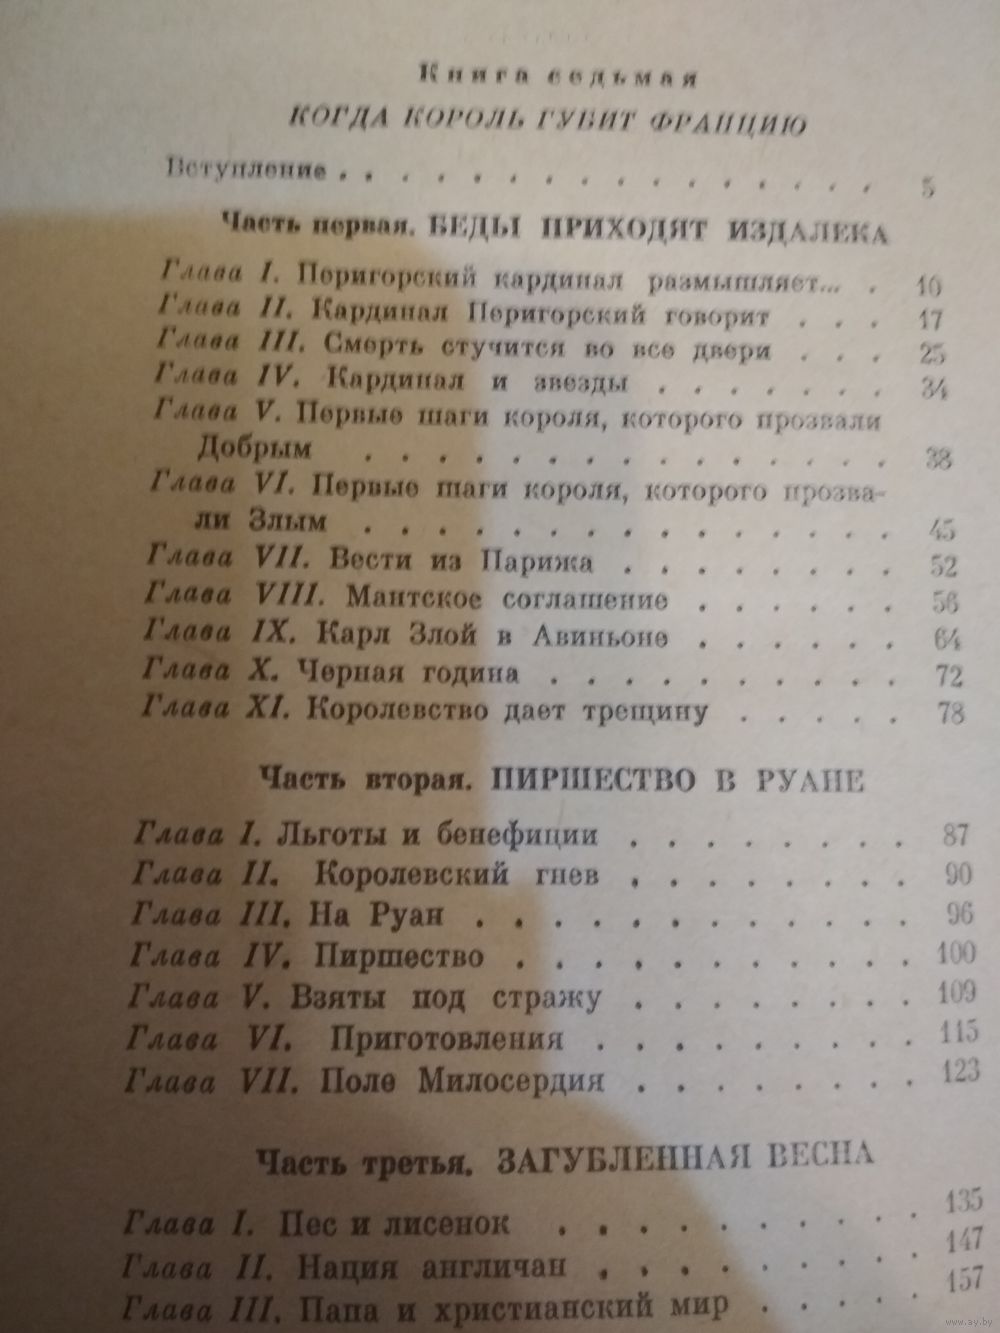 Книга седьмая
КОГДА КОРОЛЬ ГУБИТ ФРАНЦИЮ
Вступление . . . . . . . . . . . . . . . . 5
Часть первая. БЕДЫ ПРИХОДЯТ ИЗДАЛЕКА
Глава I. Перигорский кардинал размышляет... . 10
Глава II. Кардинал Перигорский говорит . . . 17
Глава III. Смерть стучится во все двери . . . 25
Глава IV. Кардинал и звезды . . . . . . . 34
Глава V. Первые шаги короля, которого прозвали
Добрым . . . . . . . . . . . . . . . 38
Глава VI. Первые шаги короля, которого прозва-
ли Злым . . . . . . . . . . . . . . . 45
Глава VII. Вести из Парижа . . . . . . . . 52
Глава VIII. Мантское соглашение . . . . . . 56
Глава IX. Карл Злой в Авиньоне . . . . . . 64
Глава X. Черная година . . . . . . . . . . 72
Глава XI. Королевство дает трещину . . . . . 78
Часть вторая. ПИРШЕСТВО В РУАНЕ
Глава I. Льготы и бенефиции . . . . . . . . 87
Глава II. Королевский гнев . . . . . . . . 90
Глава III. На Руан . . . . . . . . . . . . 96
Глава IV. Пиршество . . . . . . . . . . . 100
Глава V. Взяты под стражу . . . . . . . . 109
Глава VI. Приготовления . . . . . . . . . 115
Глава VII. Поле Милосердия . . . . . . . . 123
Часть третья. ЗАГУБЛЕННАЯ ВЕСНА
Глава I. Пес и лисенок . . . . . . . . . . 135
Глава II. Нация англичан . . . . . . . . . 147
Глава III. Папа и христианский мир . . . . . 157
www.ay.by